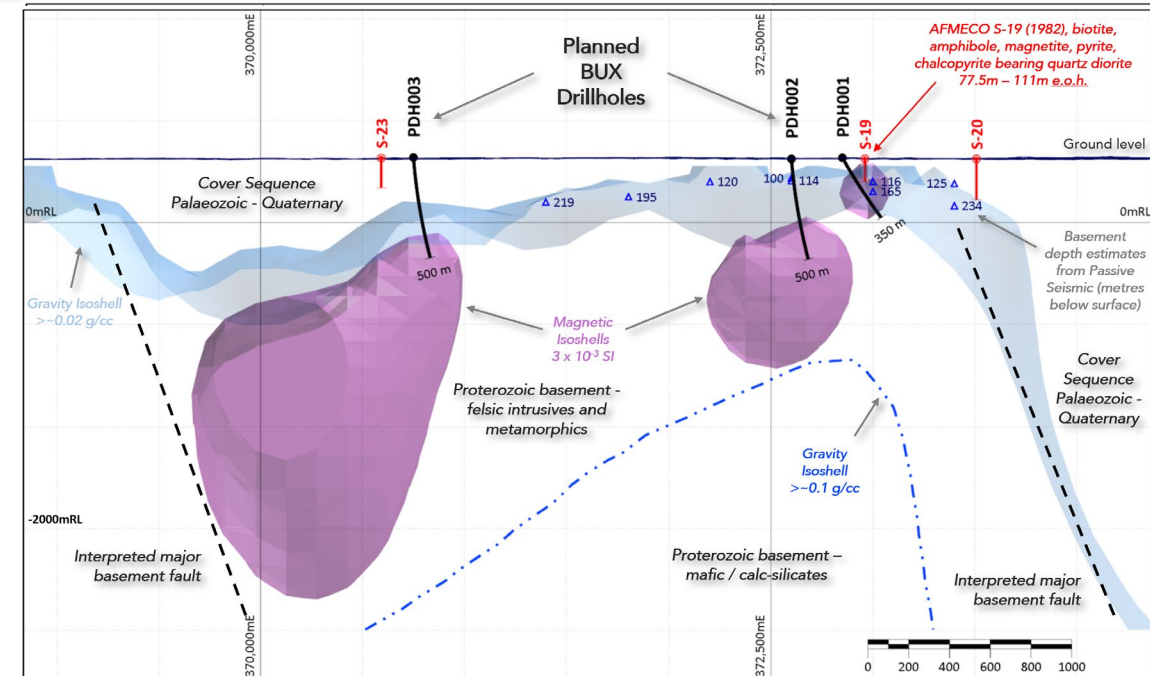 370,000mE
372,500mE
Planned
BUX
Drillholes
AFMECO S-19 (1982), biotite,
amphibole, magnetite, pyrite,
chalcopyrite bearing quartz diorite
77.5m – 111m e.o.h.
S-23
PDH003
PDH002
PDH001
S-19
S-20
Ground level
Cover Sequence
Palaeozoic - Quaternary
0mRL
219
195
120
100
114
116
165
125
234
0mRL
350 m
500 m
500 m
Basement
depth estimates
from Passive
Seismic (metres
below surface)
Gravity Isoshell
>~0.02 g/cc
Magnetic
Isoshells
3 x 10⁻³ SI
Proterozoic basement -
felsic intrusives and
metamorphics
Cover
Sequence
Palaeozoic -
Quaternary
Gravity
Isoshell
>~0.1 g/cc
-2000mRL
Interpreted major
basement fault
Proterozoic basement –
mafic / calc-silicates
Interpreted major
basement fault
370,000mE
372,500mE
0 200 400 600 800 1000